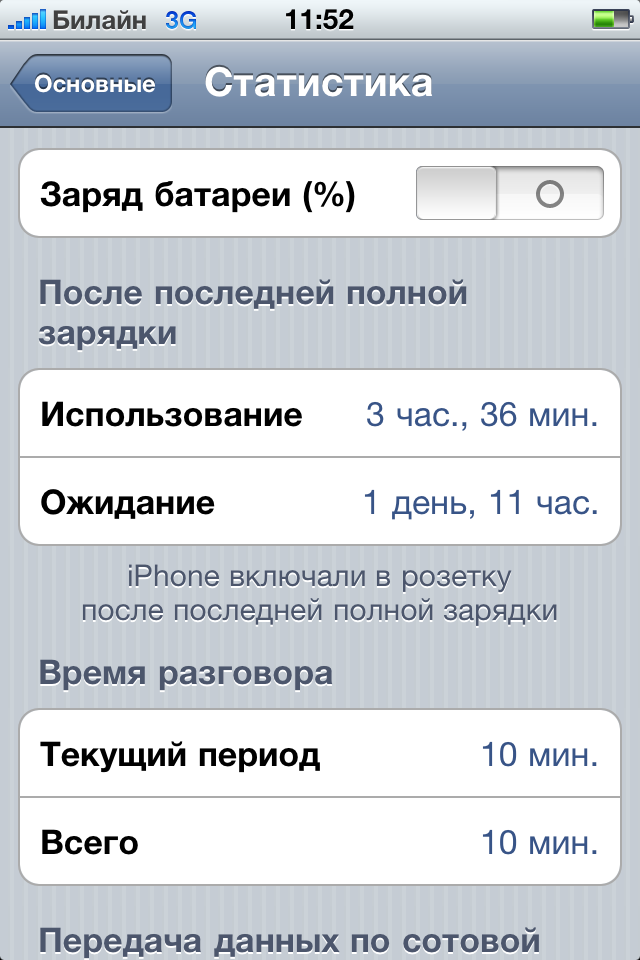 Билайн 3G 11:52
Основные Статистика
Заряд батареи (%)
После последней полной
зарядки
Использование 3 час., 36 мин.
Ожидание 1 день, 11 час.
iPhone включали в розетку
после последней полной зарядки
Время разговора
Текущий период 10 мин.
Всего 10 мин.
Передача данных по сотовой